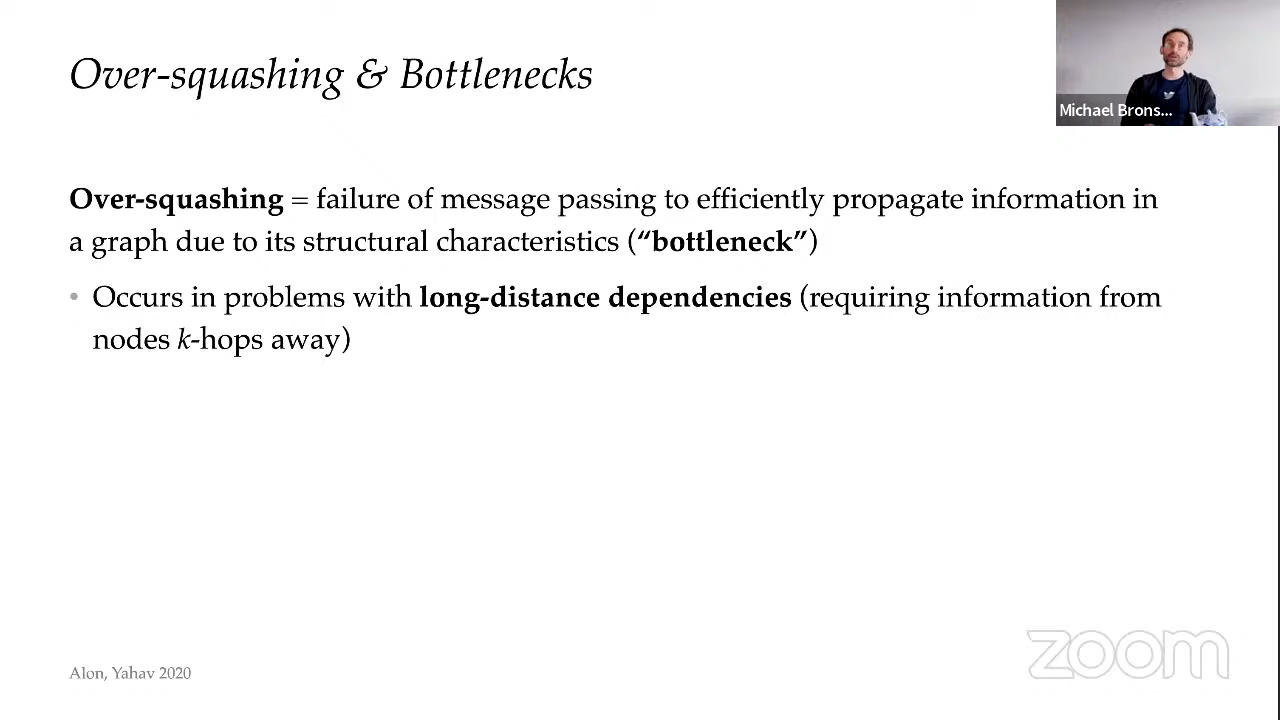 Over-squashing & Bottlenecks
Michael Brons...
Over-squashing = failure of message passing to efficiently propagate information in
a graph due to its structural characteristics (“bottleneck”)
• Occurs in problems with long-distance dependencies (requiring information from
nodes k-hops away)
Alon, Yahav 2020
zoom